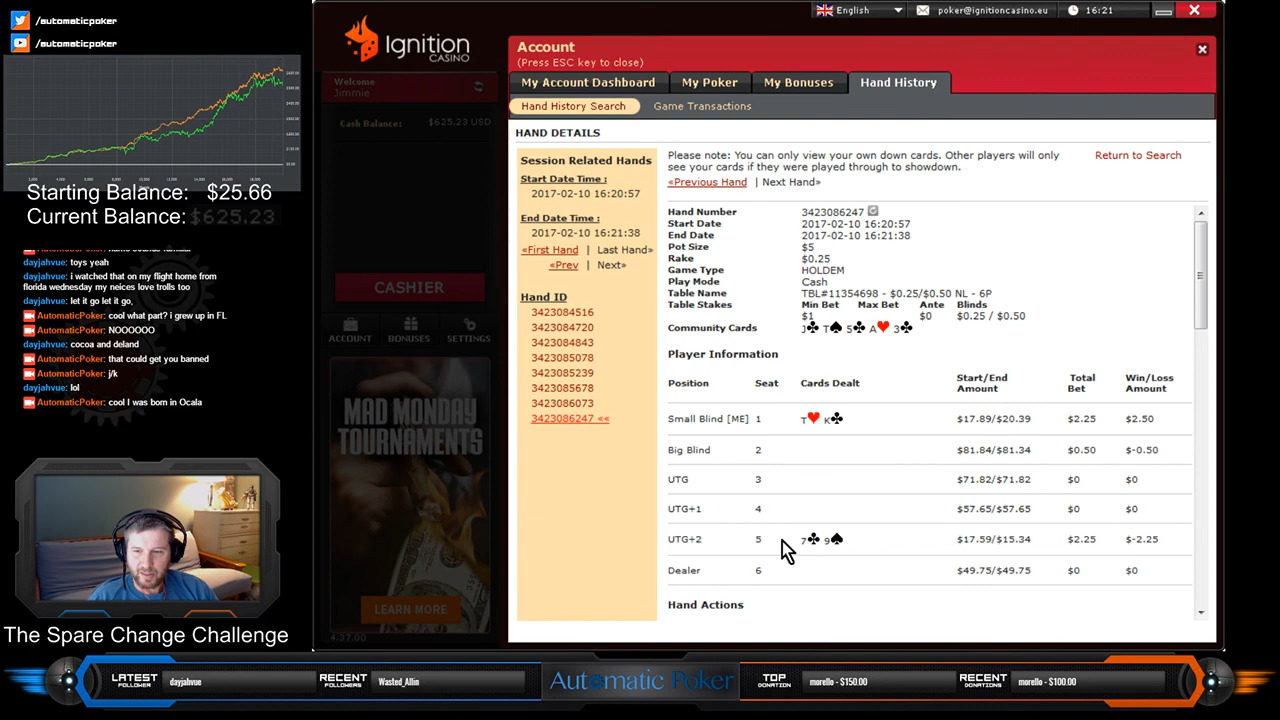 /automaticpoker
/automaticpoker
Starting Balance: $25.66
Current Balance: $625.23
dayjahvue: toys yeah
i watched that on my flight home from
florida wednesday my neices love trolls too
dayjahvue: let it go let it go,
AutomaticPoker: cool what part? i grew up in FL
AutomaticPoker: NOOOOOO
dayjahvue: cocoa and deland
AutomaticPoker: that could get you banned
AutomaticPoker: j/k
dayjahvue: lol
AutomaticPoker: cool I was born in Ocala
The Spare Change Challenge
English
poker@ignitioncasino.eu
16:21
Ignition
CASINO
Welcome
Jimmie
Cash Balance: $625.23 USD
CASHIER
ACCOUNT BONUSES SETTINGS
MAD MONDAY
TOURNAMENTS
LEARN MORE
4.37.00
Account
(Press ESC key to close)
My Account Dashboard My Poker My Bonuses Hand History
Hand History Search Game Transactions
HAND DETAILS
Session Related Hands
Start Date Time :
2017-02-10 16:20:57
End Date Time :
2017-02-10 16:21:38
«First Hand | Last Hand»
«Prev | Next»
Hand ID
3423084516
3423084720
3423084843
3423085078
3423085239
3423085678
3423086073
3423086247 <<
Please note: You can only view your own down cards. Other players will only
see your cards if they were played through to showdown.
Return to Search
«Previous Hand | Next Hand»
Hand Number 3423086247
Start Date 2017-02-10 16:20:57
End Date 2017-02-10 16:21:38
Pot Size $5
Rake $0.25
Game Type HOLDEM
Play Mode Cash
Table Name TBL#11354698 - $0.25/$0.50 NL - 6P
Table Stakes Min Bet Max Bet Ante Blinds
$1 $0 $0.25 / $0.50
Community Cards J♣ T♠ 5♣ A♥ 3♣
Player Information
Position Seat Cards Dealt Start/End Amount Total Bet Win/Loss Amount
Small Blind [ME] 1 T♥ K♣ $17.89/$20.39 $2.25 $2.50
Big Blind 2 $81.84/$81.34 $0.50 $-0.50
UTG 3 $71.82/$71.82 $0 $0
UTG+1 4 $57.65/$57.65 $0 $0
UTG+2 5 7♣ 9♠ $17.59/$15.34 $2.25 $-2.25
Dealer 6 $49.75/$49.75 $0 $0
Hand Actions
LATEST FOLLOWER dayjahvue
RECENT FOLLOWERS Wasted_Allin
Automatic Poker
TOP DONATION morello - $150.00
RECENT DONATIONS morello - $100.00